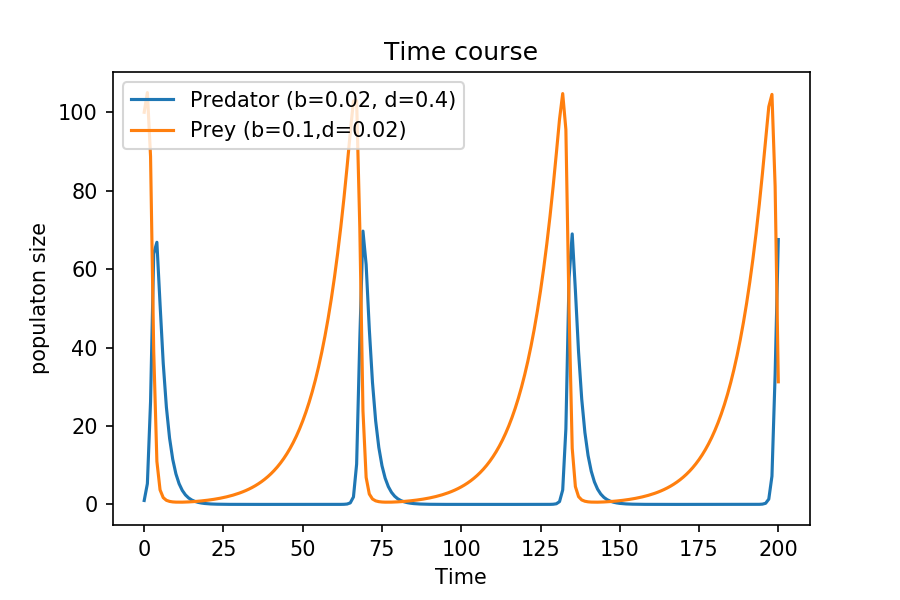 Time course
Predator (b=0.02, d=0.4)
Prey (b=0.1,d=0.02)
populaton size
100
80
60
40
20
0
0 25 50 75 100 125 150 175 200
Time